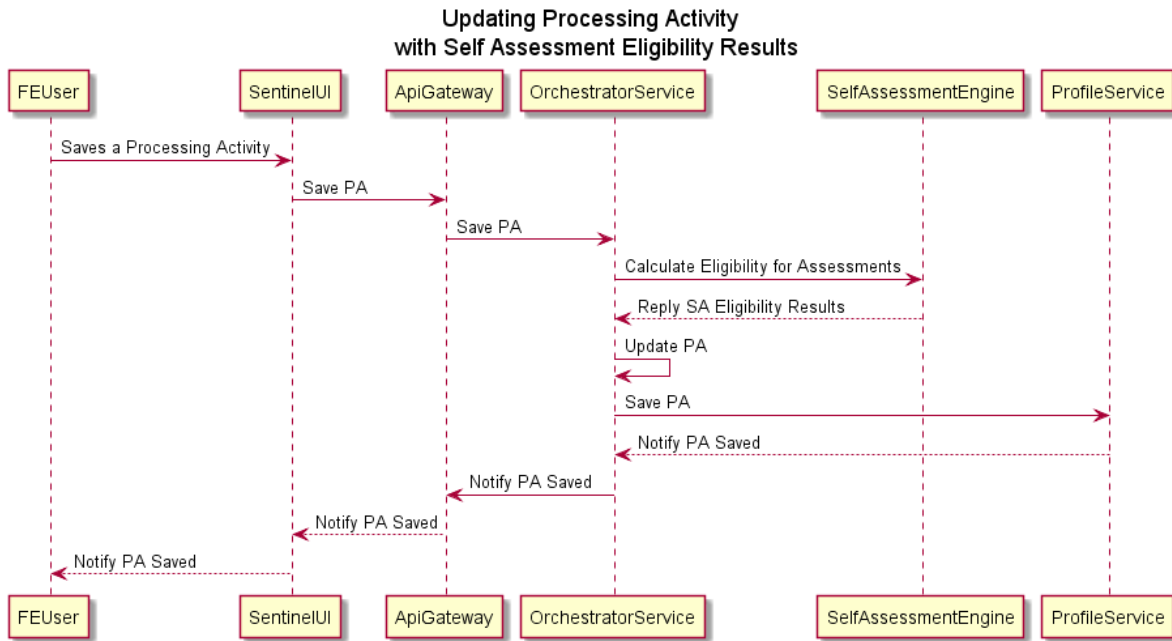 Updating Processing Activity
with Self Assessment Eligibility Results
FEUser SentinelUI ApiGateway OrchestratorService SelfAssessmentEngine ProfileService
Saves a Processing Activity
Save PA
Save PA
Calculate Eligibility for Assessments
Reply SA Eligibility Results
Update PA
Save PA
Notify PA Saved
Notify PA Saved
Notify PA Saved
Notify PA Saved
FEUser SentinelUI ApiGateway OrchestratorService SelfAssessmentEngine ProfileService